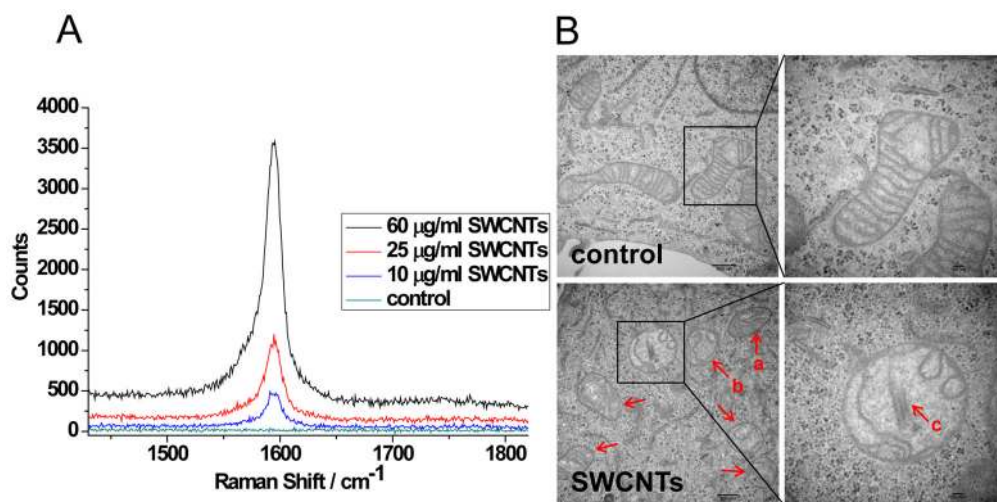 A
B
4000
3500
3000
2500
2000
1500
1000
500
0
Counts
1500
1600
1700
1800
Raman Shift / cm-1
60 μg/ml SWCNTs
25 μg/ml SWCNTs
10 μg/ml SWCNTs
control
control
a
b
c
SWCNTs